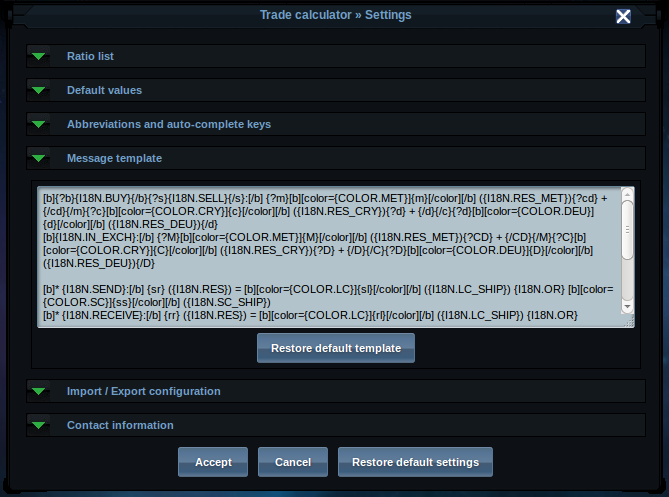 Trade calculator » Settings
Ratio list
Default values
Abbreviations and auto-complete keys
Message template
[b]{?b}{I18N.BUY}{/b}{?s}{I18N.SELL}{/s}:[/b] {?m}[b][color={COLOR.MET}]{m}[/color][/b] ({I18N.RES_MET}){?cd} +
{/cd}{/m}{?c}[b][color={COLOR.CRY}]{c}[/color][/b] ({I18N.RES_CRY}){?d} + {/d}{/c}{?d}[b][color={COLOR.DEU}]
{d}[/color][/b] ({I18N.RES_DEU}){/d}
[b]{I18N.IN_EXCH}:[/b] {?M}[b][color={COLOR.MET}]{M}[/color][/b] ({I18N.RES_MET}){?CD} + {/CD}{/M}{?C}[b]
[color={COLOR.CRY}]{C}[/color][/b] ({I18N.RES_CRY}){?D} + {/D}{/C}{?D}[b][color={COLOR.DEU}]{D}[/color][/b]
({I18N.RES_DEU}){/D}
[b]* {I18N.SEND}:[/b] {sr} ({I18N.RES}) = [b][color={COLOR.LC}]{sl}[/color][/b] ({I18N.LC_SHIP}) {I18N.OR} [b][color=
{COLOR.SC}]{ss}[/color][/b] ({I18N.SC_SHIP})
[b]* {I18N.RECEIVE}:[/b] {rr} ({I18N.RES}) = [b][color={COLOR.LC}]{rl}[/color][/b] ({I18N.LC_SHIP}) {I18N.OR}
Restore default template
Import / Export configuration
Contact information
Accept
Cancel
Restore default settings